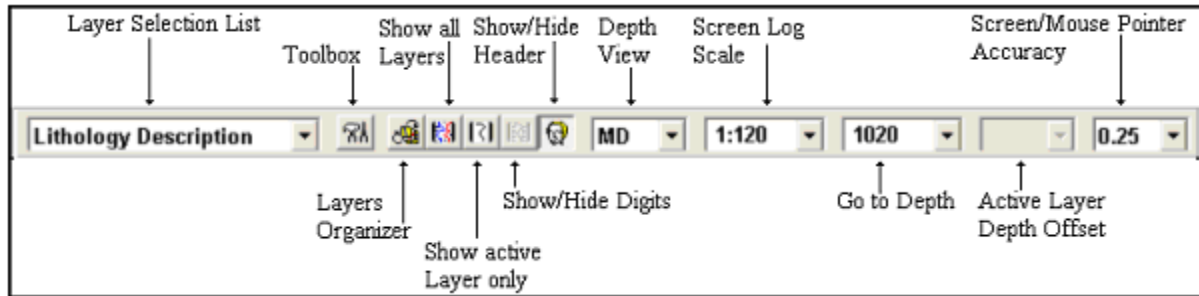 Layer Selection List
Toolbox
Show all
Layers
Show/Hide
Header
Depth
View
Screen Log
Scale
Screen/Mouse Pointer
Accuracy
Lithology Description
MD
1:120
1020
0.25
Layers
Organizer
Show active
Layer only
Show/Hide Digits
Go to Depth
Active Layer
Depth Offset